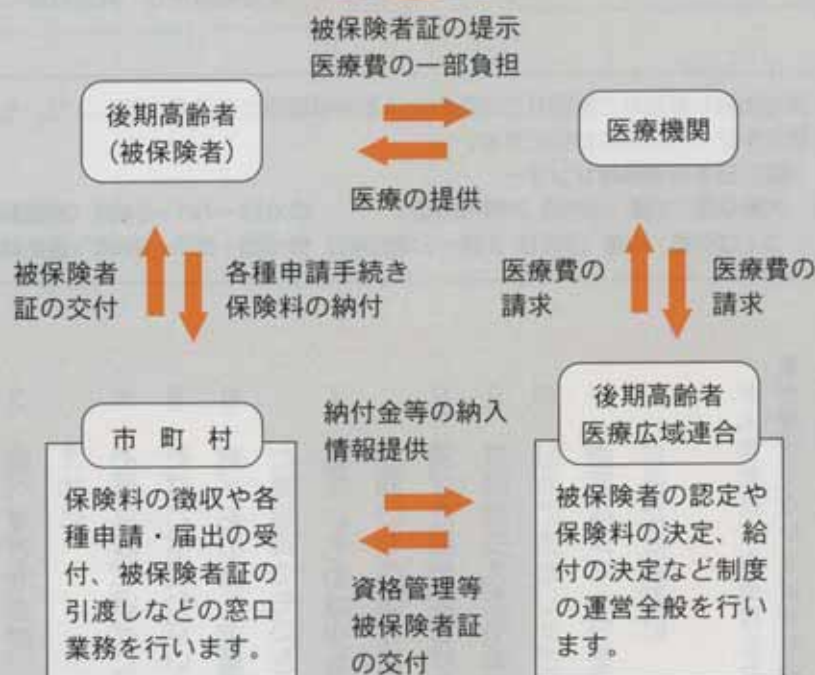 被保険者証の堤示
医療費の一部負担
後期高齢者
(被保険者)
医療機関
医療の提供
被保険者
証の交付
各種申請手続き
保険料の納付
医療費の
請求
医療費の
請求
市町村
保険料の徴収や各
種申請・届出の受
付、被保険者証の
引渡しなどの窓口
業務を行います。
納付金等の納入
情報提供
資格管理等
被保険者証
の交付
後期高齢者
医療広域連合
被保険者の認定や
保険料の決定、給
付の決定など制度
の運営全般を行い
ます。